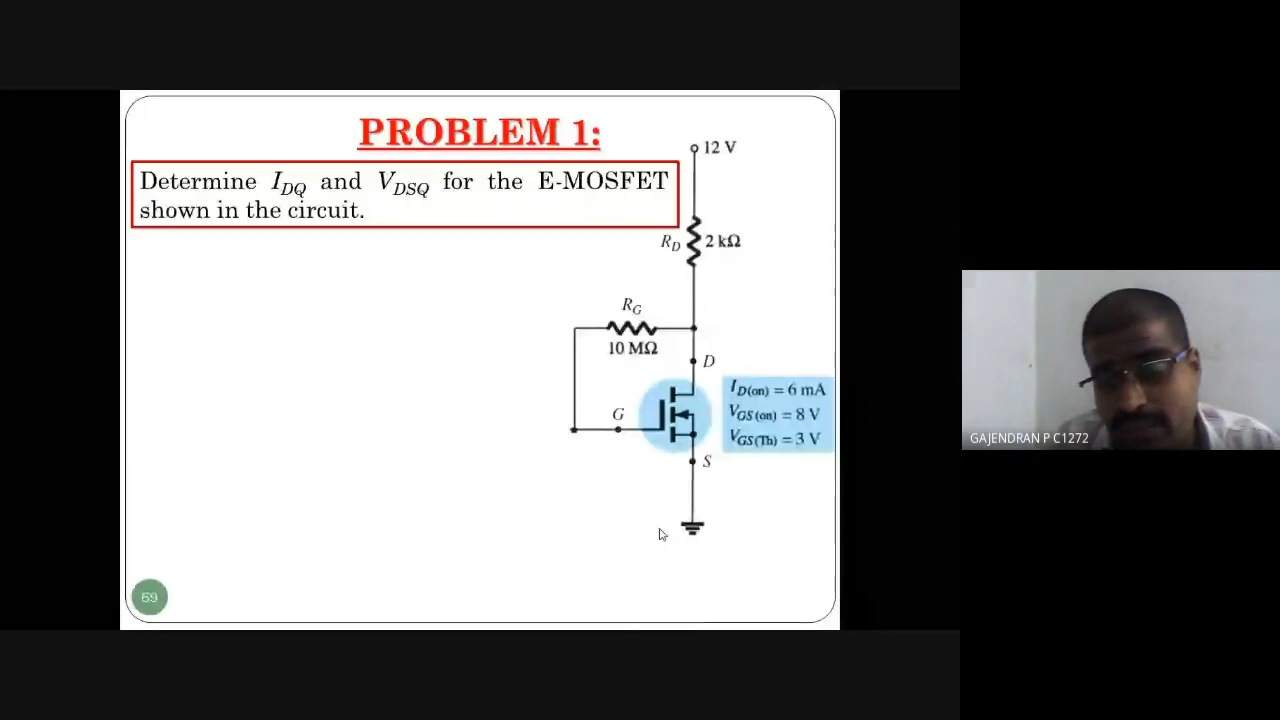 PROBLEM 1:
Determine I_DQ and V_DSQ for the E-MOSFET
shown in the circuit.
12 V
R_D 2 kΩ
R_G
10 MΩ
D
I_D(on) = 6 mA
V_GS(on) = 8 V
V_GS(Th) = 3 V
G
S
69
GAJENDRAN P C1272